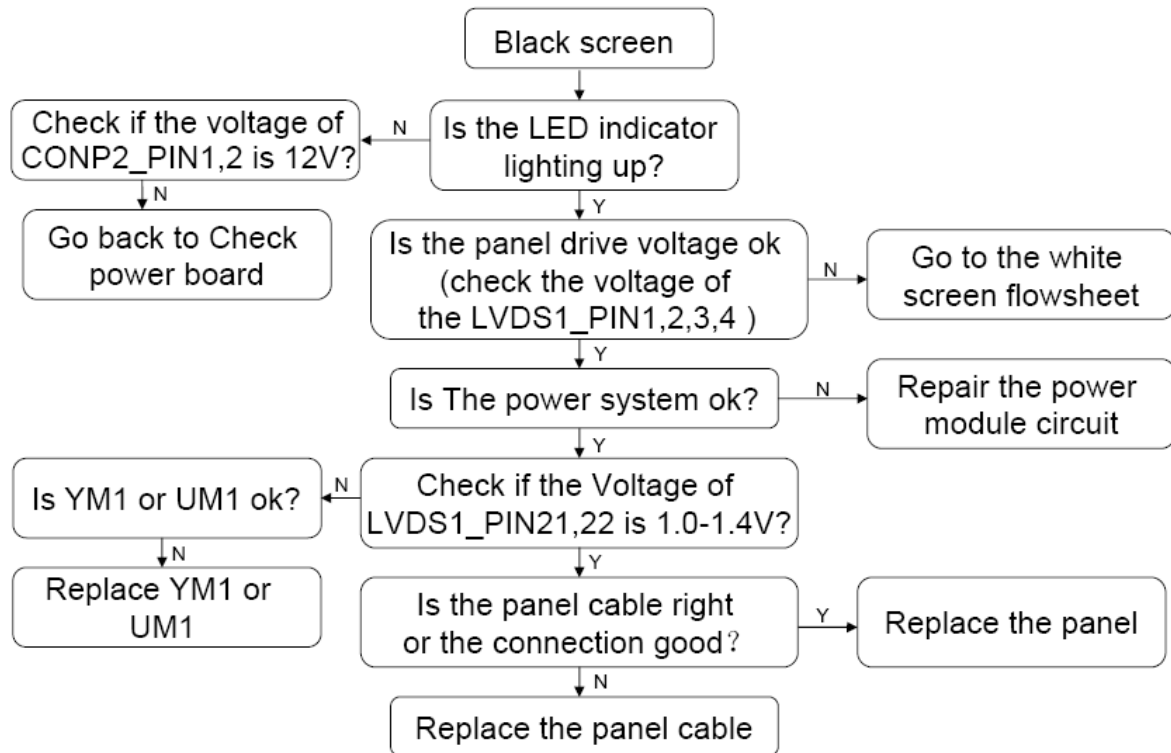 Black screen
Check if the voltage of
CONP2_PIN1,2 is 12V?
N
Is the LED indicator
lighting up?
N
Y
Go back to Check
power board
Is the panel drive voltage ok
(check the voltage of
the LVDS1_PIN1,2,3,4 )
N
Go to the white
screen flowsheet
Y
Is The power system ok?
N
Repair the power
module circuit
Y
Is YM1 or UM1 ok?
N
Check if the Voltage of
LVDS1_PIN21,22 is 1.0-1.4V?
N
Y
Replace YM1 or
UM1
Is the panel cable right
or the connection good?
Y
Replace the panel
N
Replace the panel cable